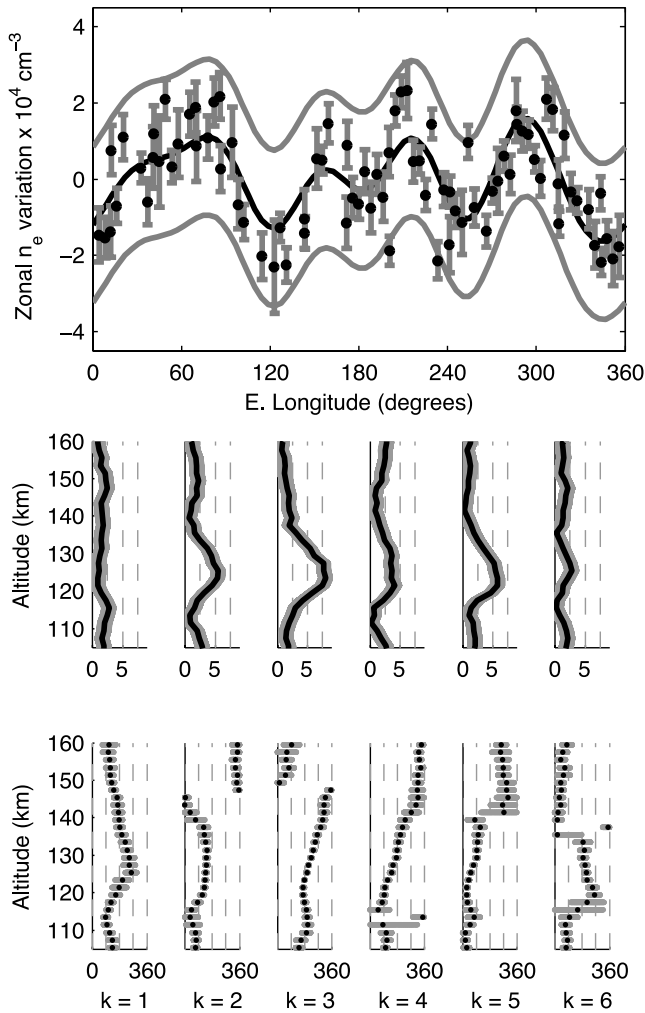 4
2
0
−2
−4
Zonal n_e variation x 10^4 cm^−3
0 60 120 180 240 300 360
E. Longitude (degrees)
160
150
140
130
120
110
Altitude (km)
0 5 0 5 0 5 0 5 0 5 0 5
160
150
140
130
120
110
Altitude (km)
0 360 360 360 360 360 360
k = 1 k = 2 k = 3 k = 4 k = 5 k = 6